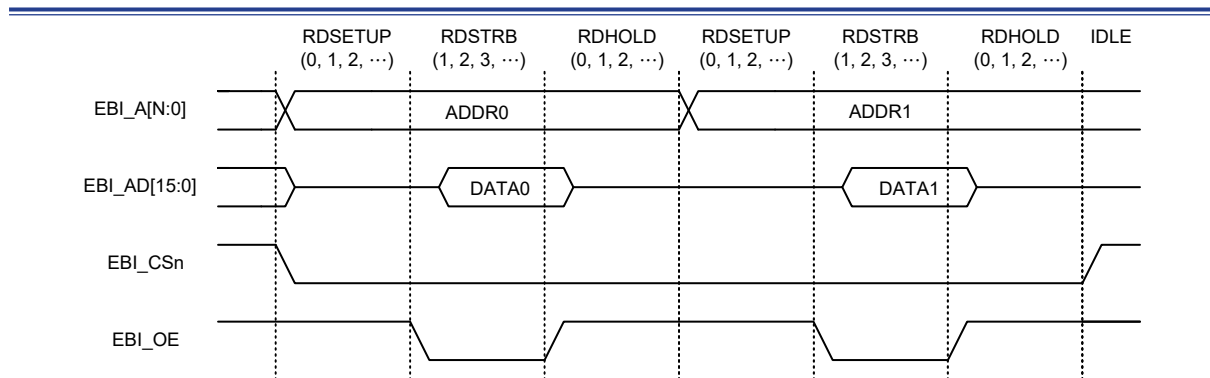 RDSETUP RDSTRB RDHOLD RDSETUP RDSTRB RDHOLD IDLE
(0, 1, 2, ⋯) (1, 2, 3, ⋯) (0, 1, 2, ⋯) (0, 1, 2, ⋯) (1, 2, 3, ⋯) (0, 1, 2, ⋯)
EBI_A[N:0] ADDR0 ADDR1
EBI_AD[15:0] DATA0 DATA1
EBI_CSn
EBI_OE